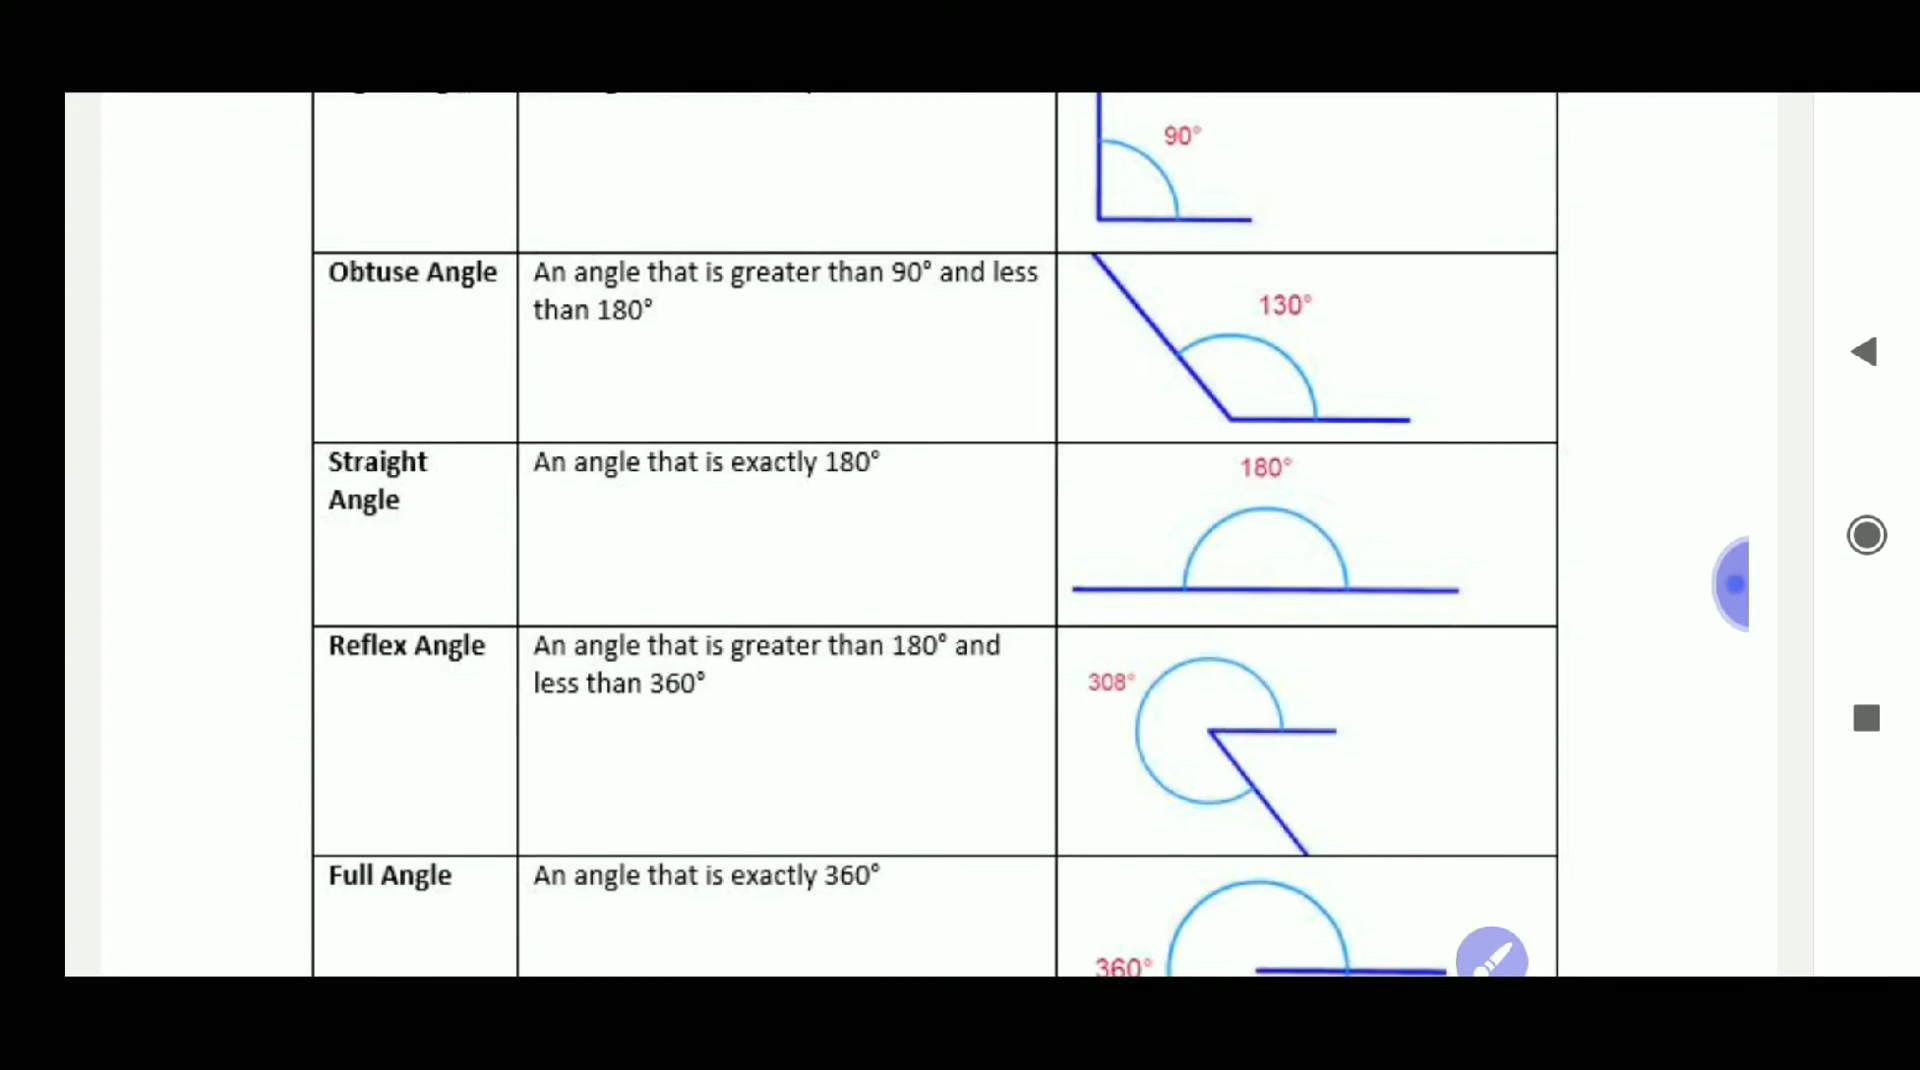 90°
Obtuse Angle
An angle that is greater than 90° and less
than 180°
130°
Straight
Angle
An angle that is exactly 180°
180°
Reflex Angle
An angle that is greater than 180° and
less than 360°
308°
Full Angle
An angle that is exactly 360°
360°